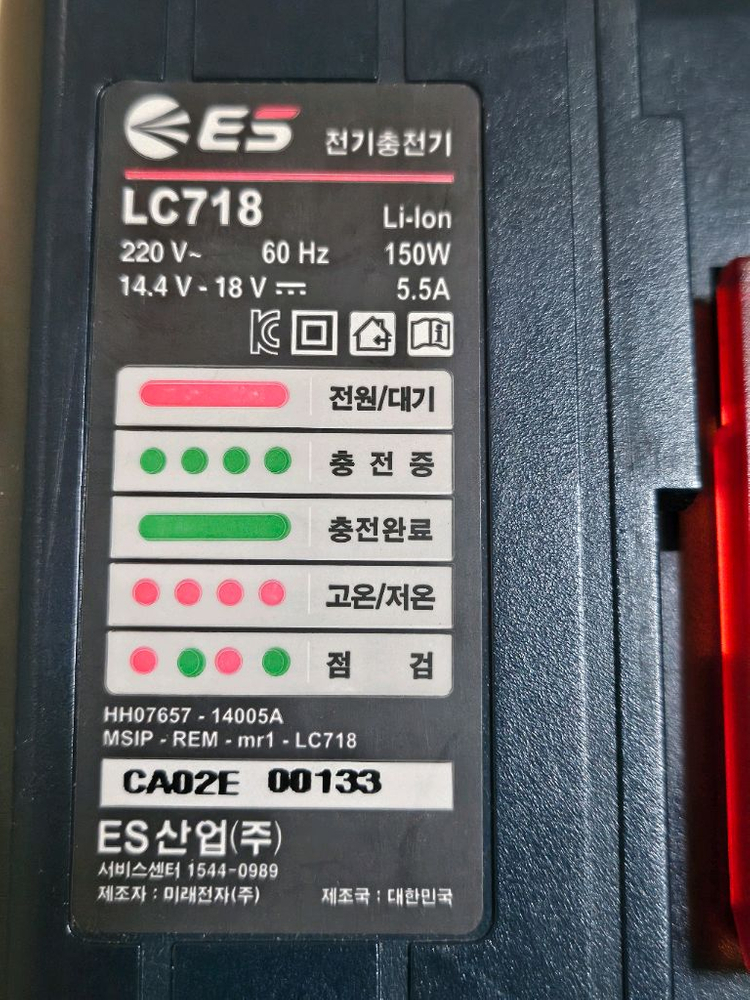 ES 전기충전기
LC718 Li-Ion
220 V~ 60 Hz 150W
14.4 V - 18 V 5.5A
전원/대기
충 전 중
충전완료
고온/저온
점 검
HH07657 - 14005A
MSIP - REM - mr1 - LC718
CA02E 00133
ES산업(주)
서비스센터 1544-0989
제조자 : 미래전자(주) 제조국 : 대한민국